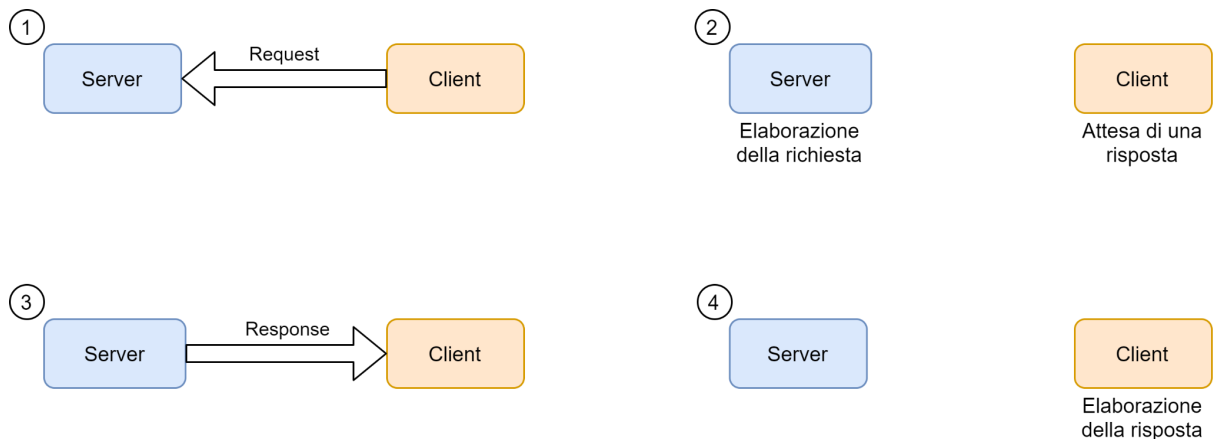 1
Request
Server
Client
2
Server
Client
Elaborazione
della richiesta
Attesa di una
risposta
3
Response
Server
Client
4
Server
Client
Elaborazione
della risposta